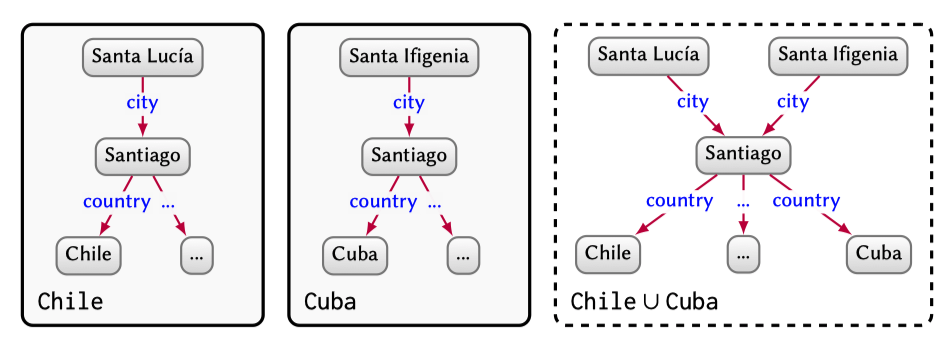 Santa Lucía
city
Santiago
country ...
Chile
...
Chile
Santa Ifigenia
city
Santiago
country ...
Cuba
...
Cuba
Santa Lucía
Santa Ifigenia
city
city
Santiago
country
...
country
Chile
...
Cuba
Chile ∪ Cuba